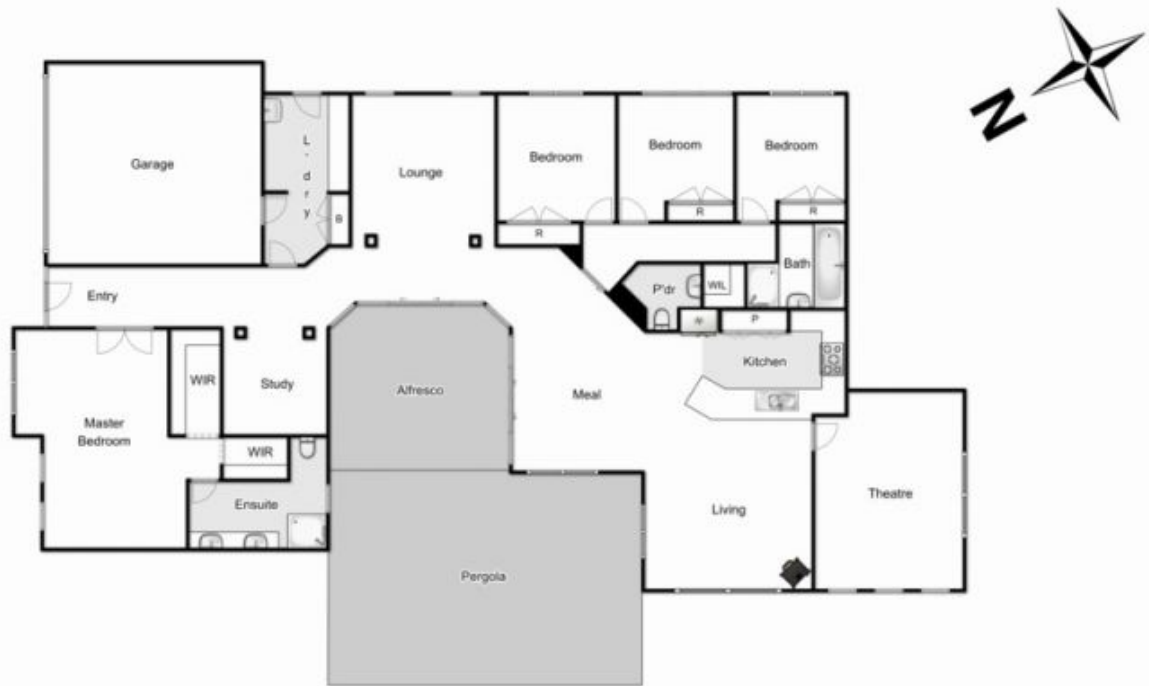 N
Garage
L'dry
B
Lounge
Bedroom
Bedroom
Bedroom
R
R
R
Entry
P'dr
WIL
Bath
P
Kitchen
WIR
Study
Alfresco
Meal
Master
Bedroom
WIR
Ensuite
Theatre
Living
Pergola